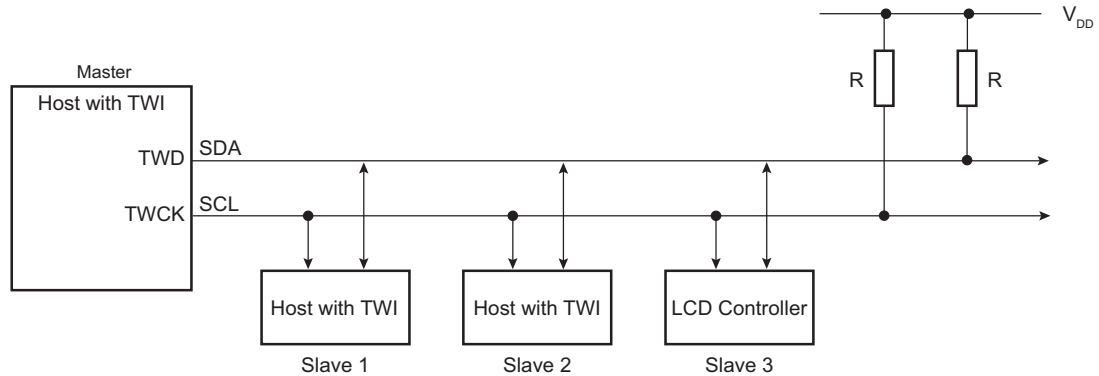 V_DD
Master
Host with TWI
R
R
TWD
SDA
TWCK
SCL
Host with TWI
Host with TWI
LCD Controller
Slave 1
Slave 2
Slave 3